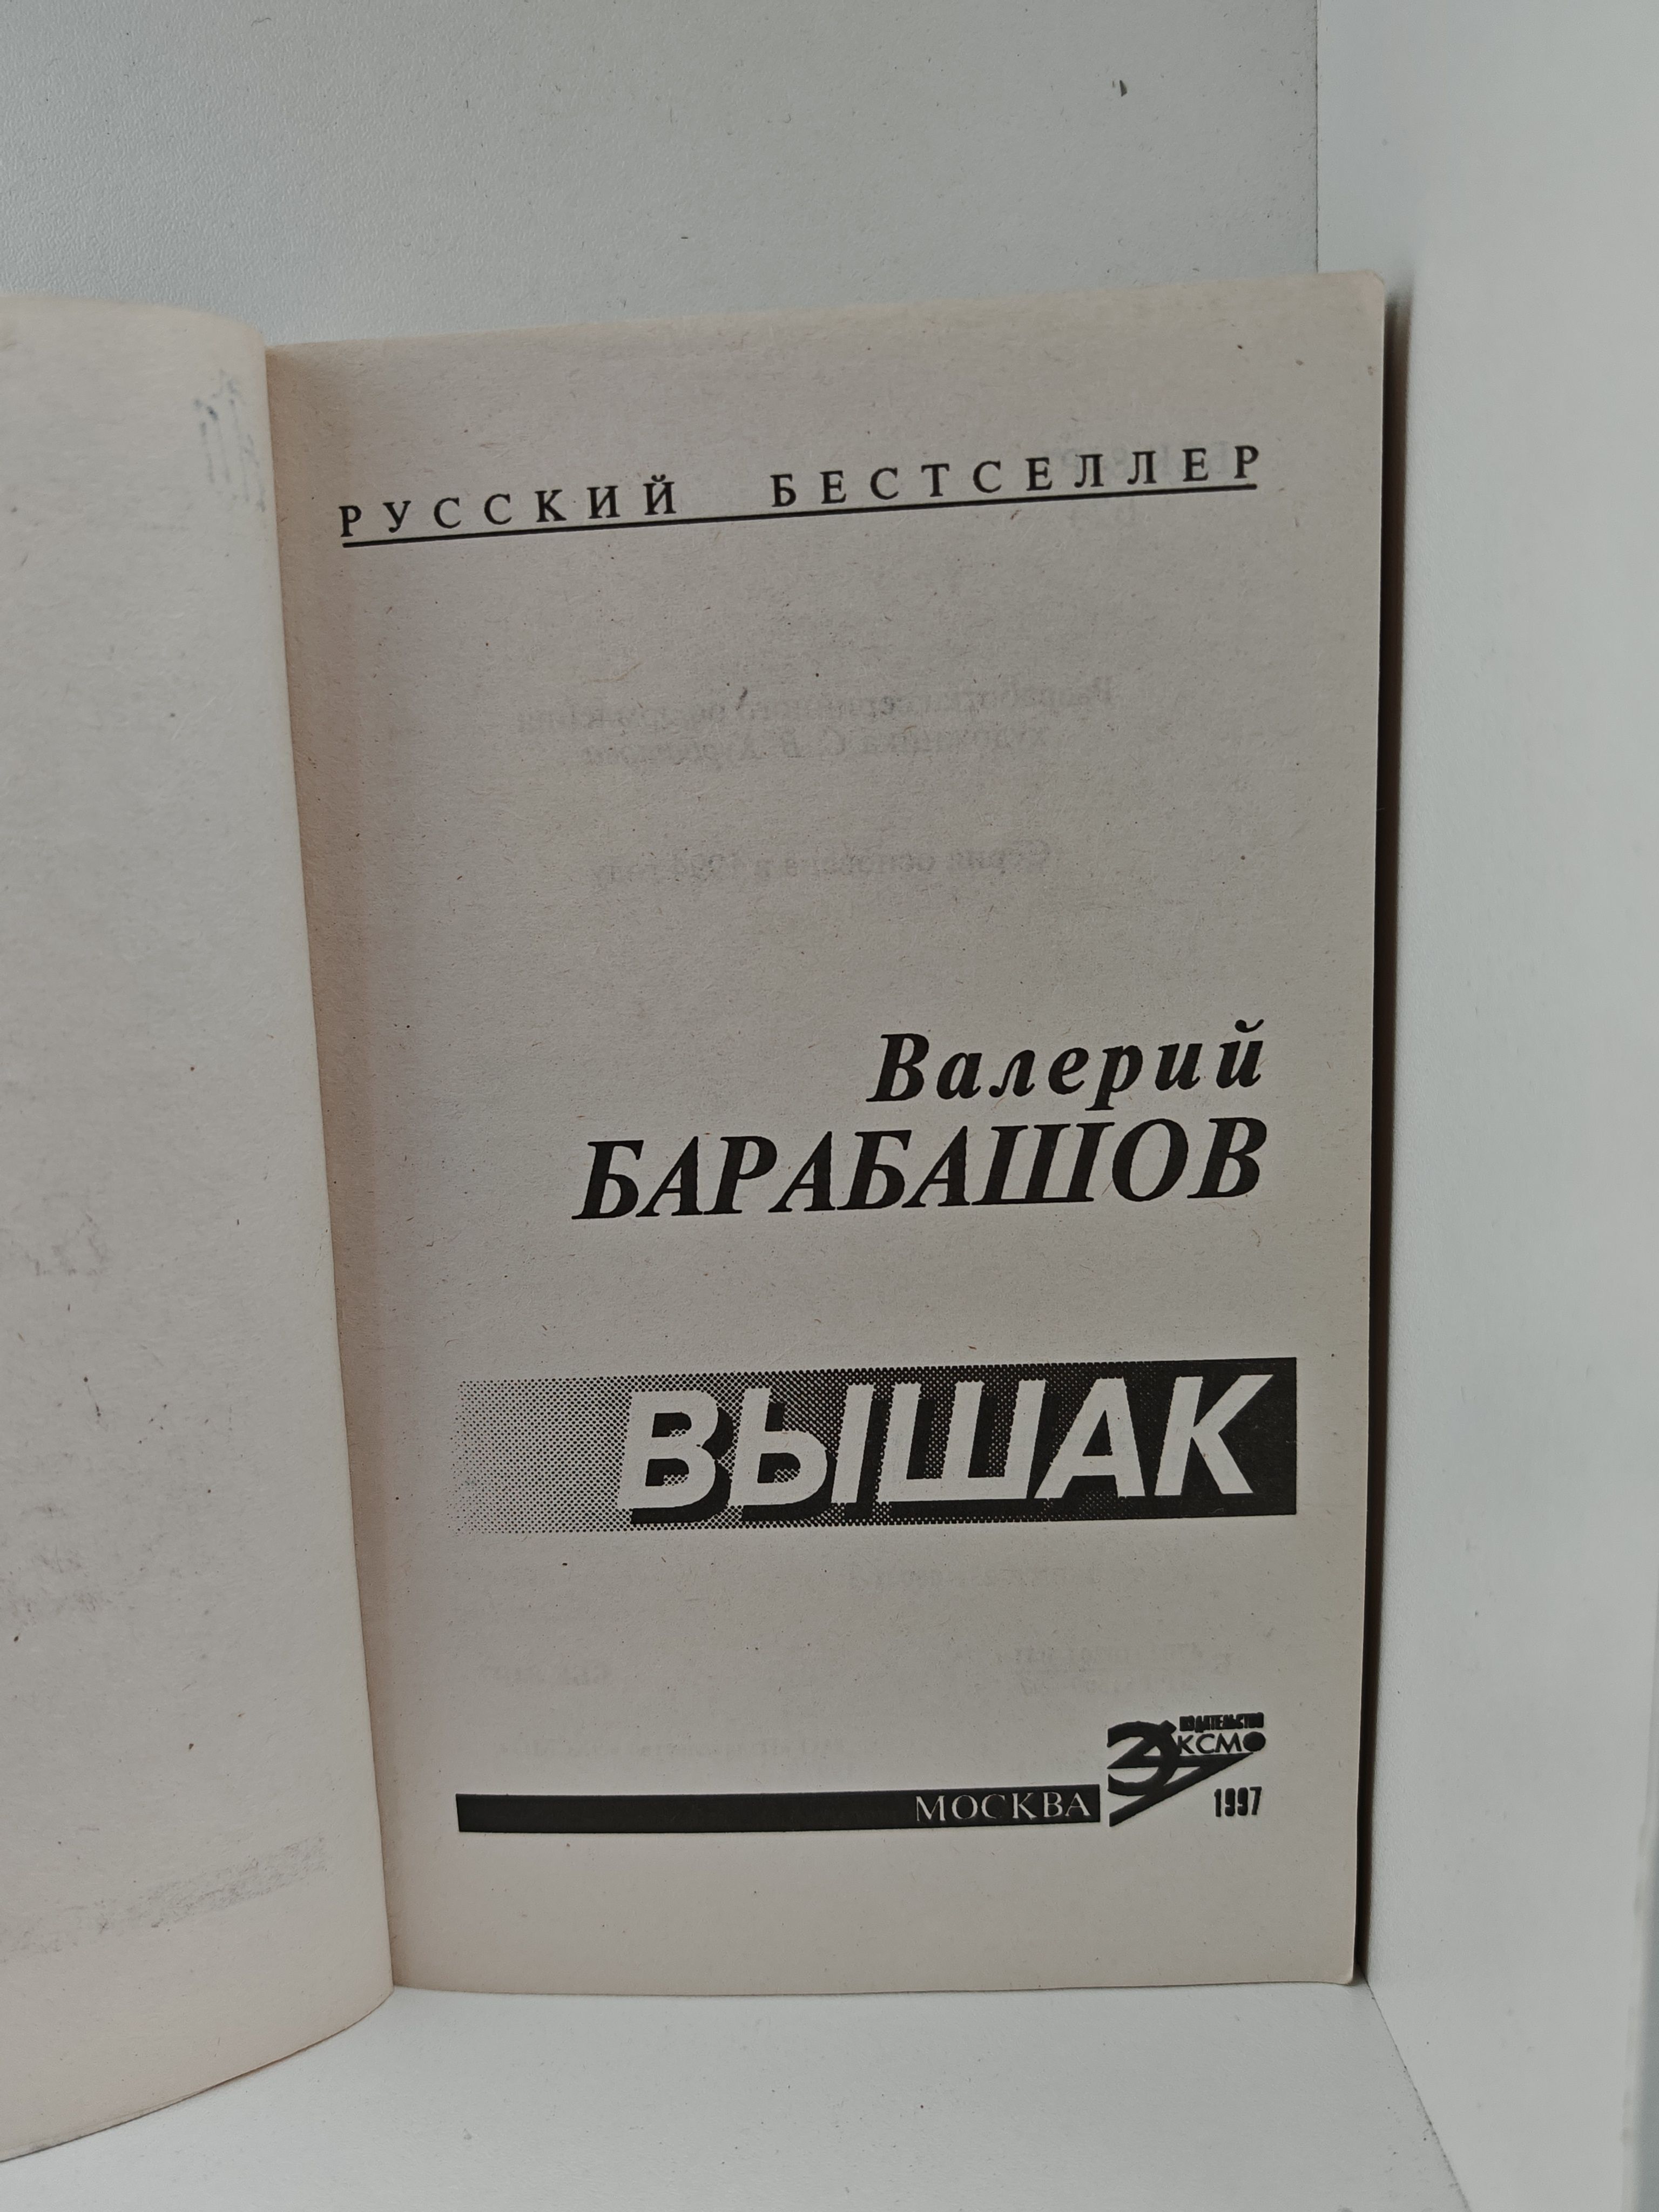 РУССКИЙ БЕСТСЕЛЛЕР
Валерий
БАРАБАШОВ
ВЫШАК
ИЗДАТЕЛЬСТВО
ЭКСМО
МОСКВА
1997